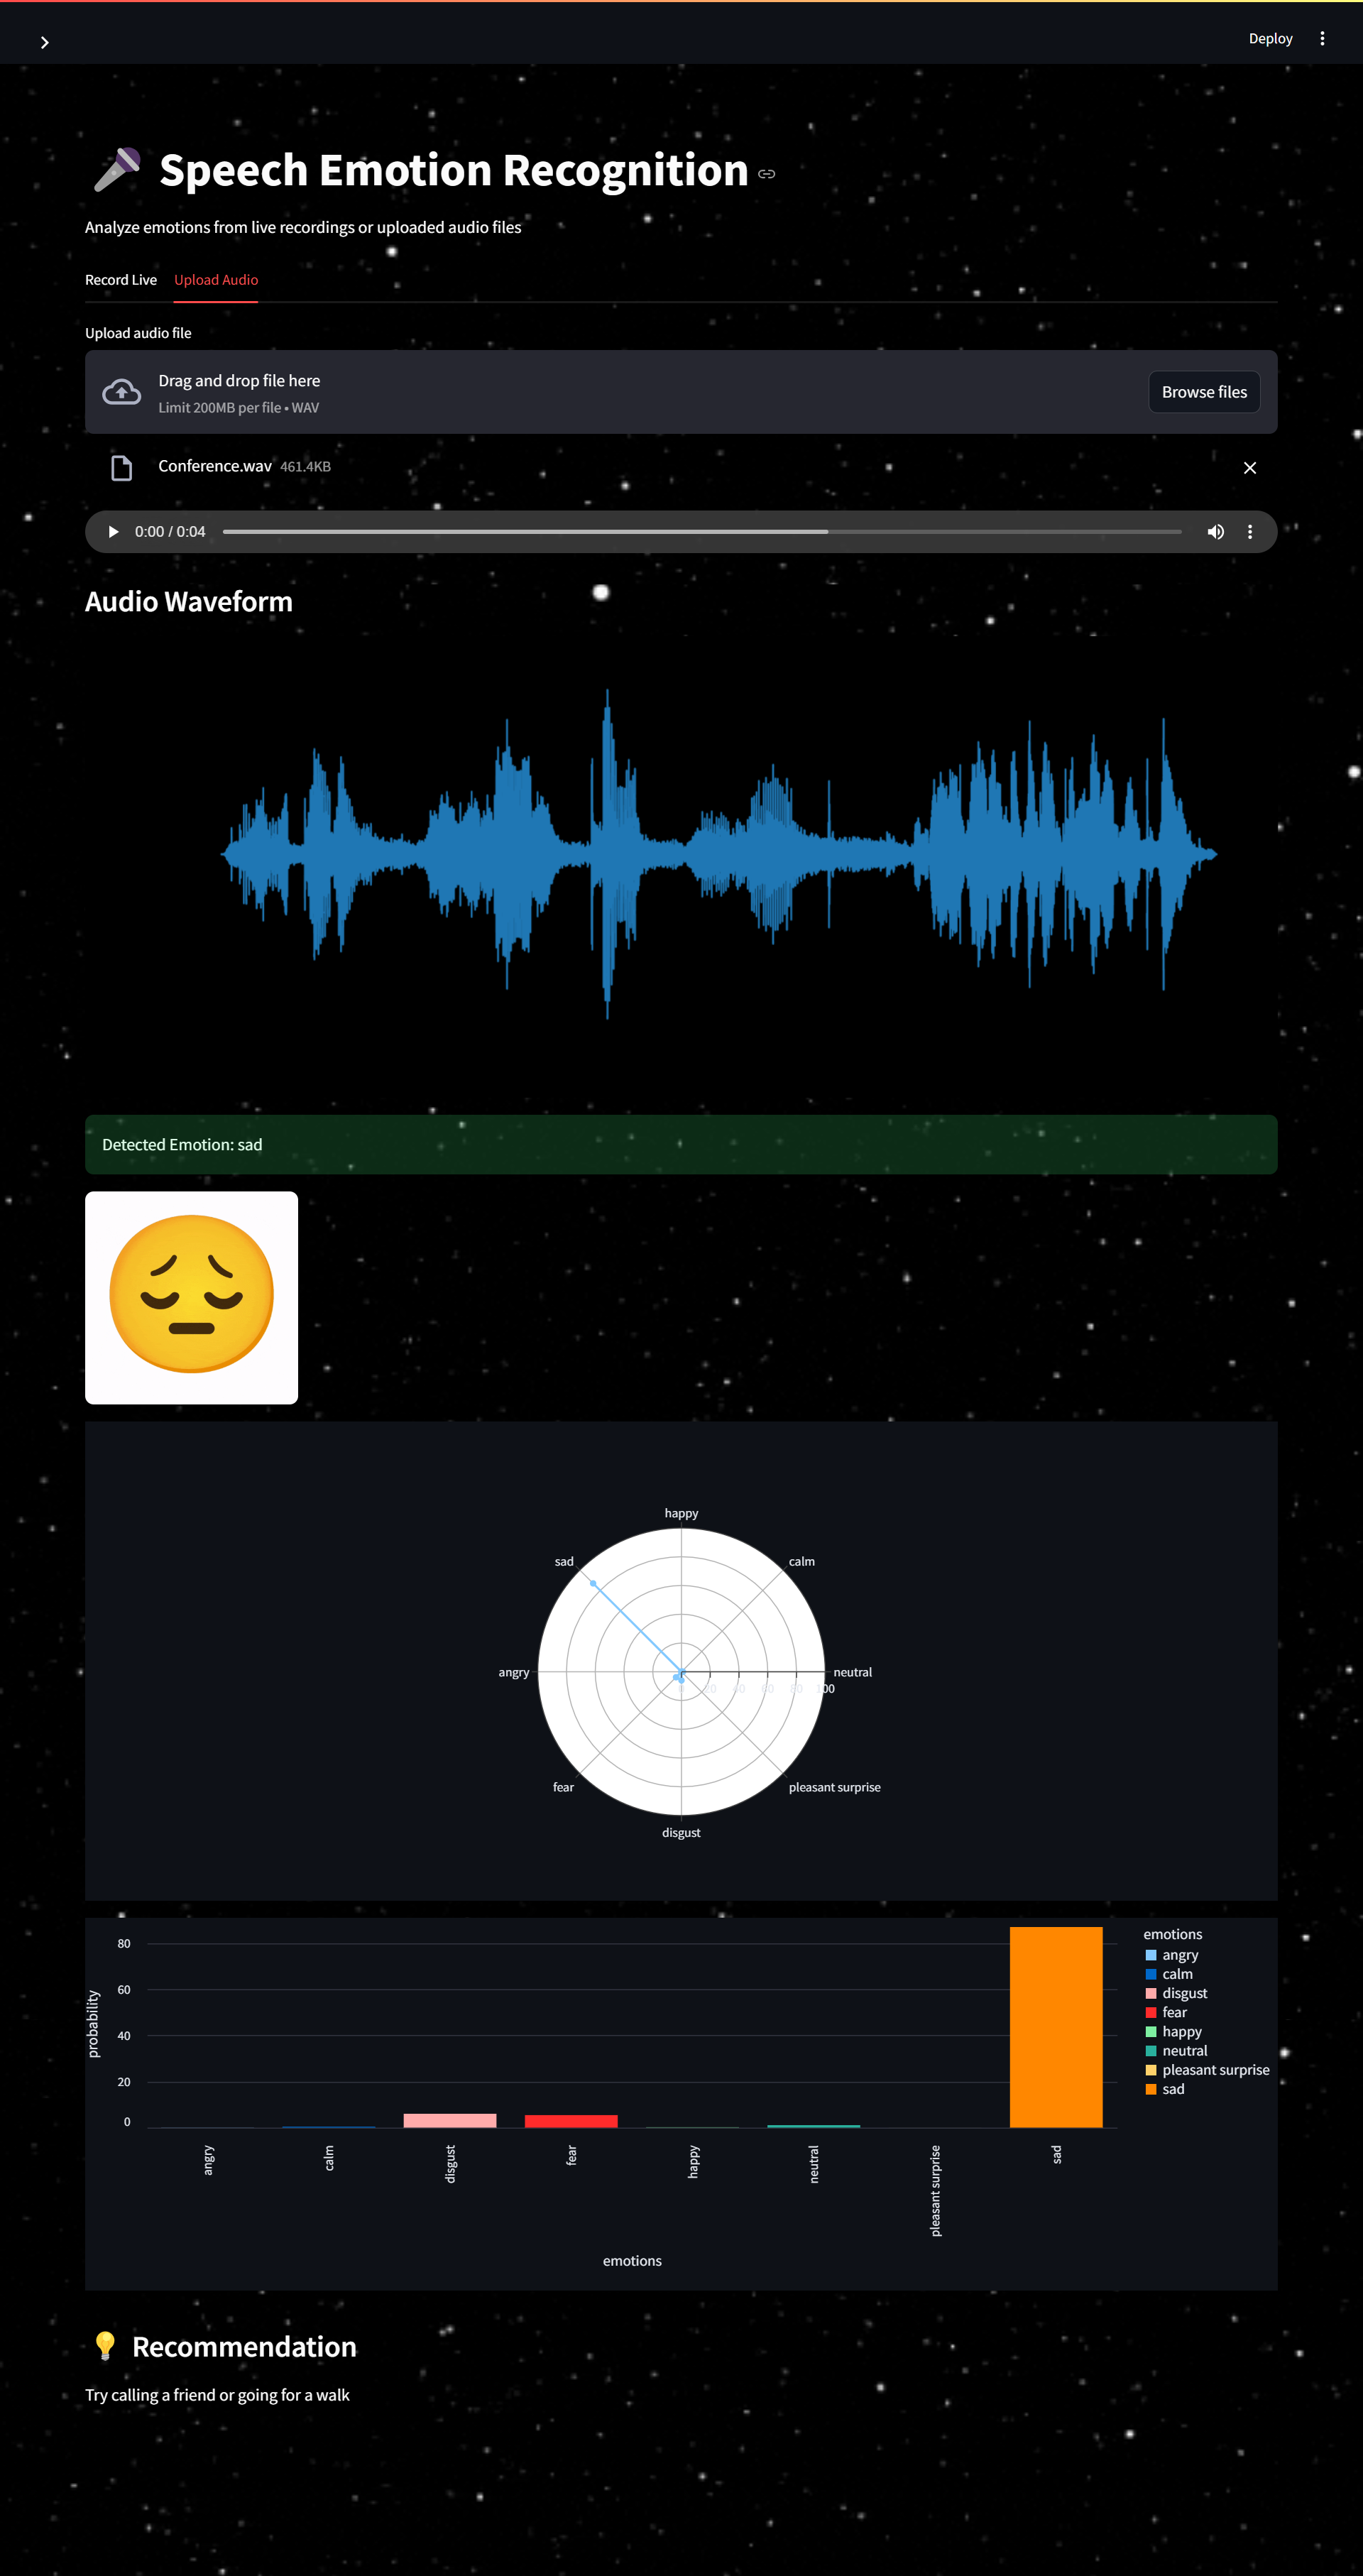 Deploy
Speech Emotion Recognition
Analyze emotions from live recordings or uploaded audio files
Record Live Upload Audio
Upload audio file
Drag and drop file here
Limit 200MB per file • WAV
Browse files
Conference.wav 461.4KB
0:00 / 0:04
Audio Waveform
Detected Emotion: sad
happy
sad
calm
angry
neutral
0 20 40 60 80 100
fear
pleasant surprise
disgust
probability
80
60
40
20
0
angry
calm
disgust
fear
happy
neutral
pleasant surprise
sad
emotions
emotions
angry
calm
disgust
fear
happy
neutral
pleasant surprise
sad
Recommendation
Try calling a friend or going for a walk